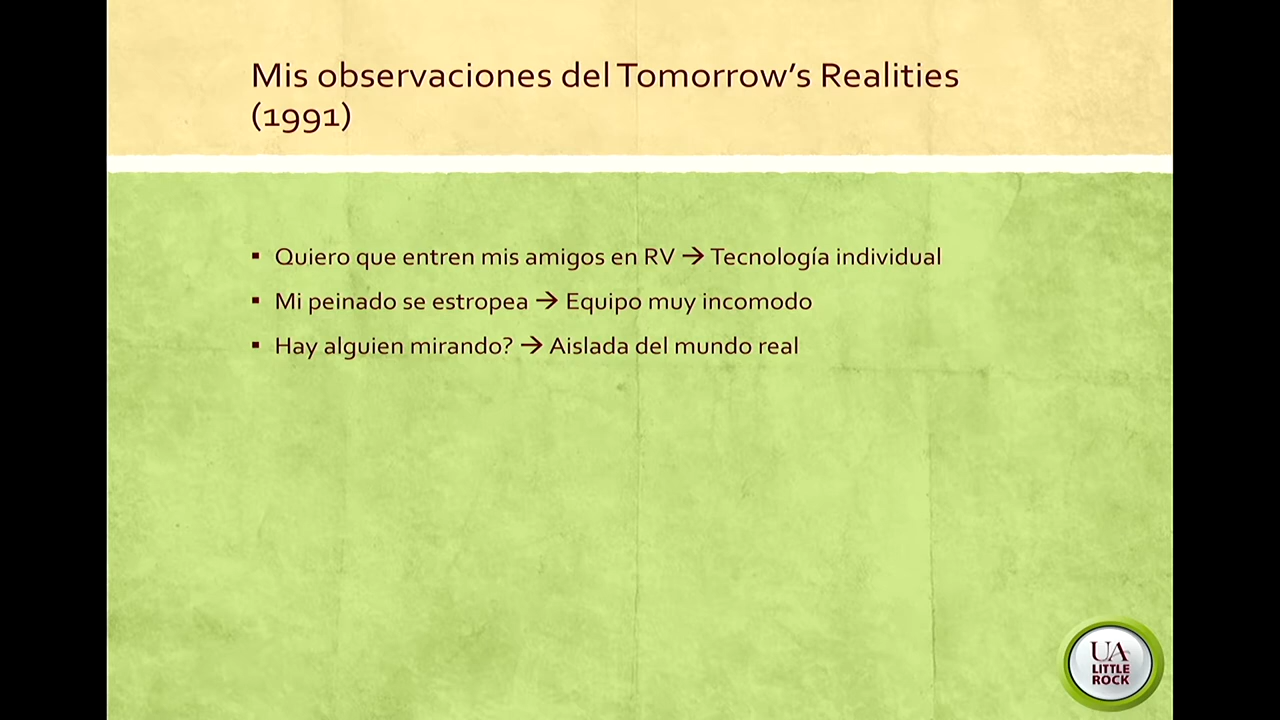 Mis observaciones del Tomorrow’s Realities
(1991)
▪ Quiero que entren mis amigos en RV → Tecnología individual
▪ Mi peinado se estropea → Equipo muy incomodo
▪ Hay alguien mirando? → Aislada del mundo real
UA
LITTLE
ROCK